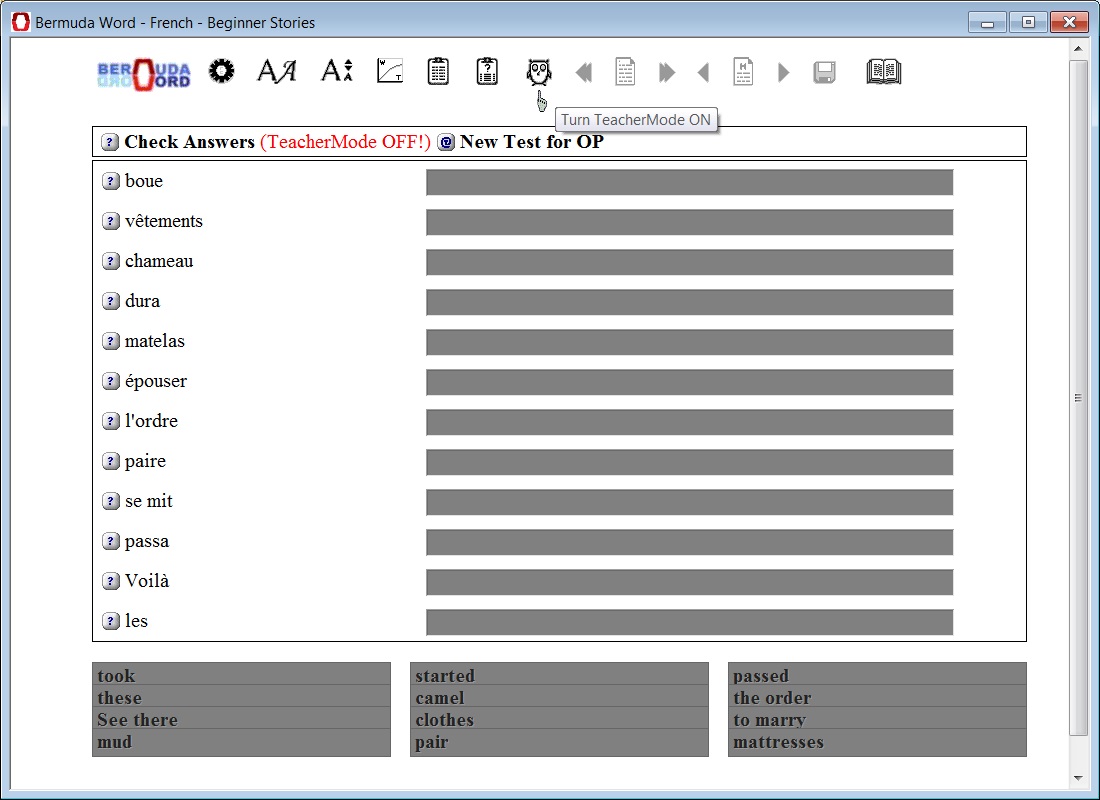 Bermuda Word - French - Beginner Stories
BERMUDA WORD
Turn TeacherMode ON
Check Answers (TeacherMode OFF!) New Test for OP
boue
vêtements
chameau
dura
matelas
épouser
l'ordre
paire
se mit
passa
Voilà
les
took
these
See there
mud
started
camel
clothes
pair
passed
the order
to marry
mattresses